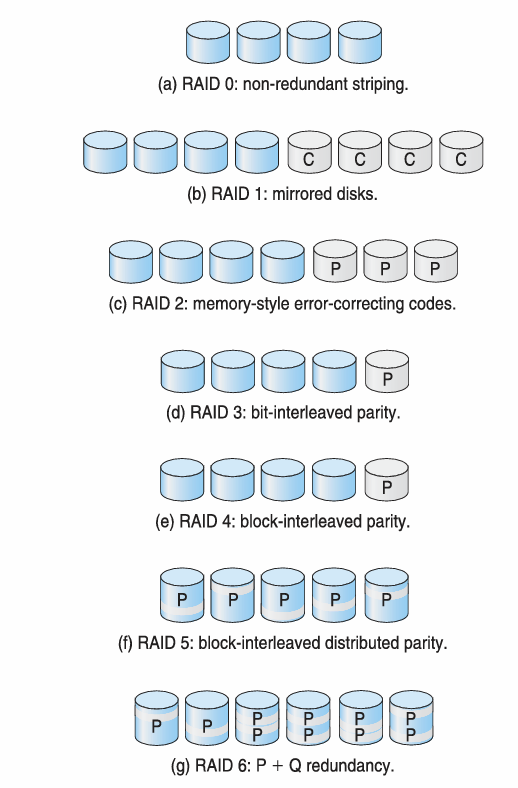 (a) RAID 0: non-redundant striping.
C C C C
(b) RAID 1: mirrored disks.
P P P
(c) RAID 2: memory-style error-correcting codes.
P
(d) RAID 3: bit-interleaved parity.
P
(e) RAID 4: block-interleaved parity.
P P P P P
(f) RAID 5: block-interleaved distributed parity.
P P P P P P
P P P P
(g) RAID 6: P + Q redundancy.